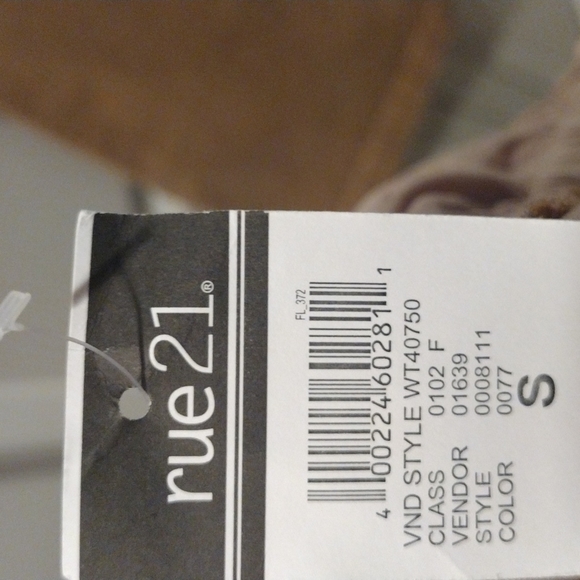 rue21®
FL_372
4 00224 60281 1
VND STYLE WT40750
CLASS 0102 F
VENDOR 01639
STYLE 0008111
COLOR 0077
S